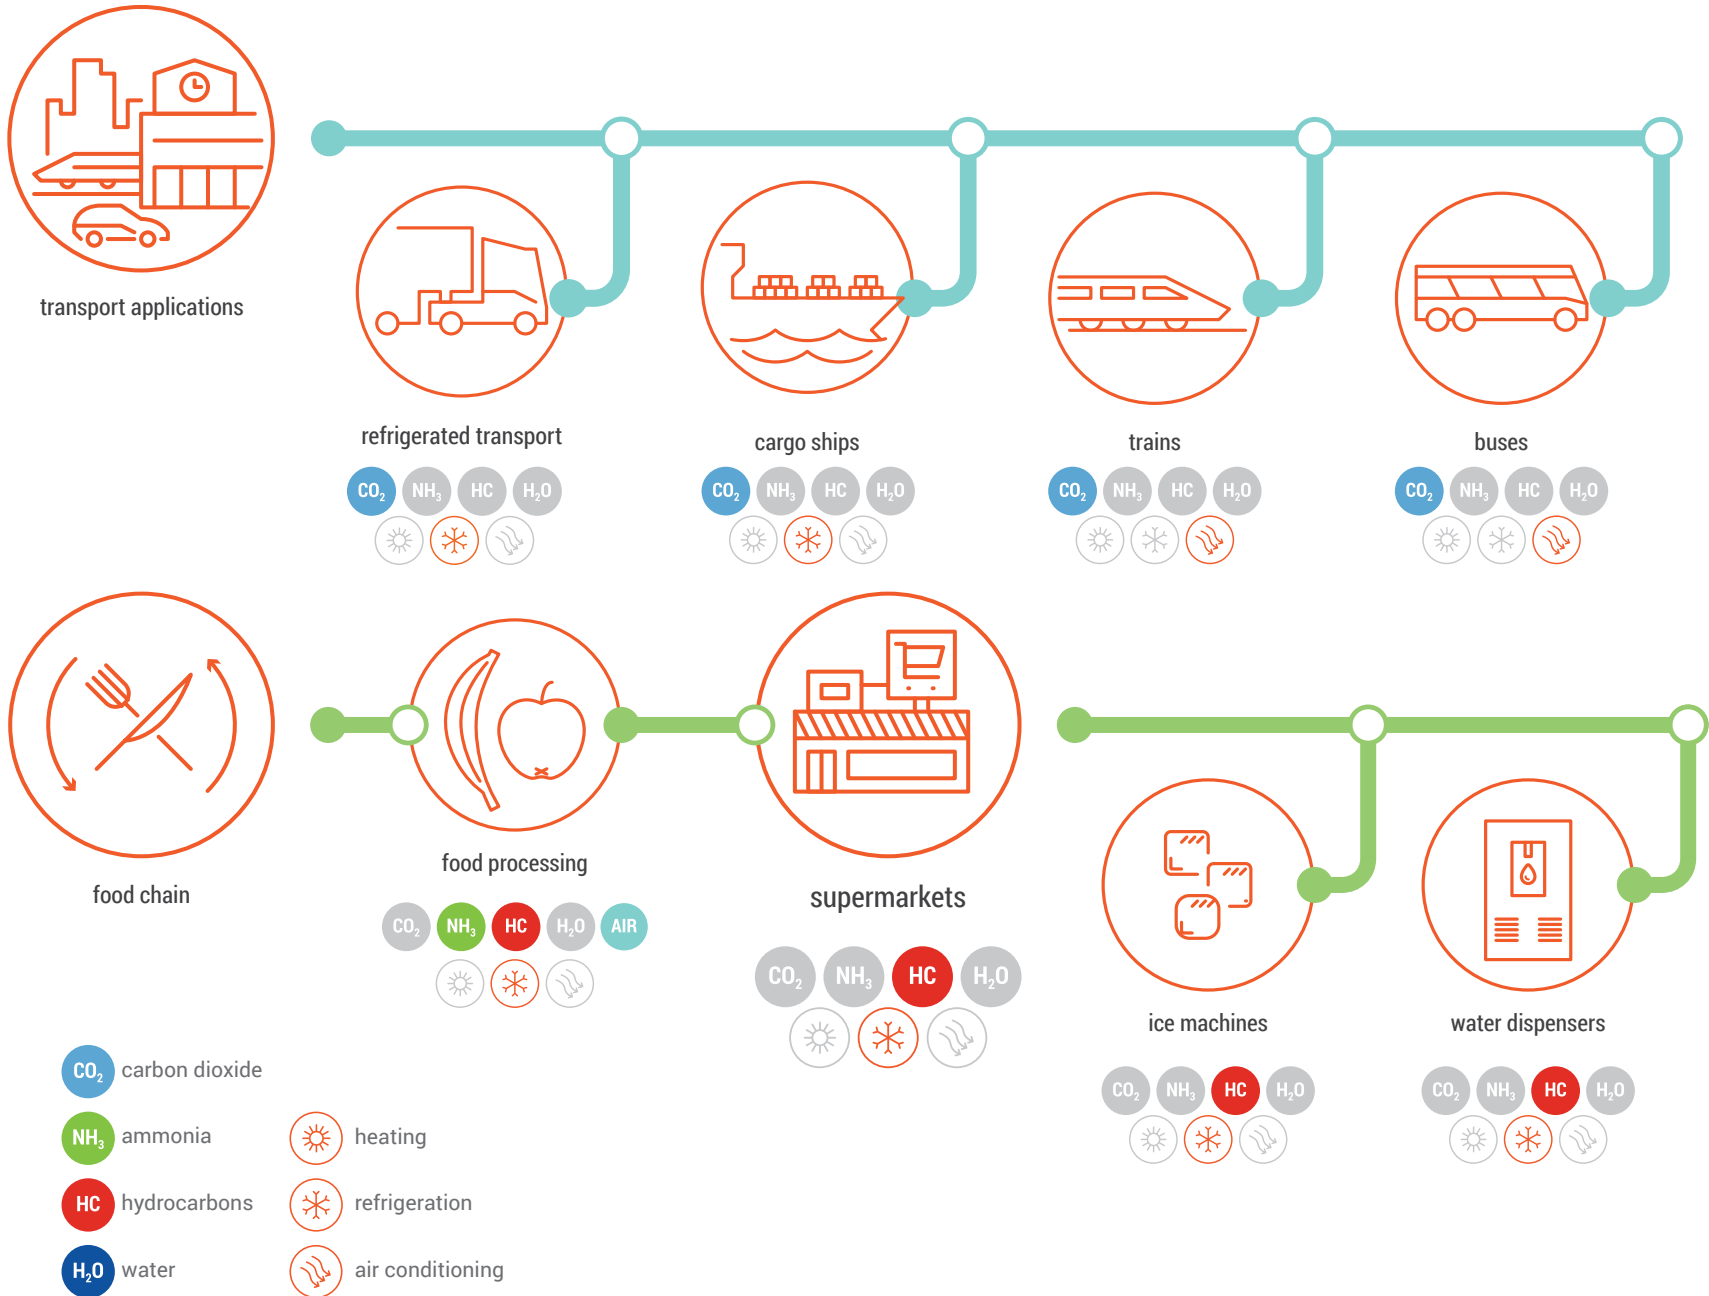 transport applications
refrigerated transport
cargo ships
trains
buses
CO₂ NH₃ HC H₂O
CO₂ NH₃ HC H₂O
CO₂ NH₃ HC H₂O
CO₂ NH₃ HC H₂O
food chain
food processing
CO₂ NH₃ HC H₂O AIR
supermarkets
CO₂ NH₃ HC H₂O
ice machines
water dispensers
CO₂ NH₃ HC H₂O
CO₂ NH₃ HC H₂O
CO₂ carbon dioxide
NH₃ ammonia
heating
HC hydrocarbons
refrigeration
H₂O water
air conditioning